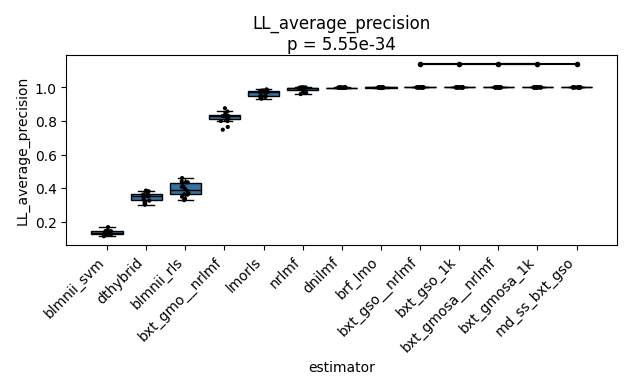 LL_average_precision
p = 5.55e-34
LL_average_precision
1.0
0.8
0.6
0.4
0.2
blmnii_svm
dthybrid
blmnii_rls
bxt_gmo__nrlmf
lmorls
nrlmf
dnilmf
brf_lmo
bxt_gso__nrlmf
bxt_gso_1k
bxt_gmosa__nrlmf
bxt_gmosa_1k
md_ss_bxt_gso
estimator